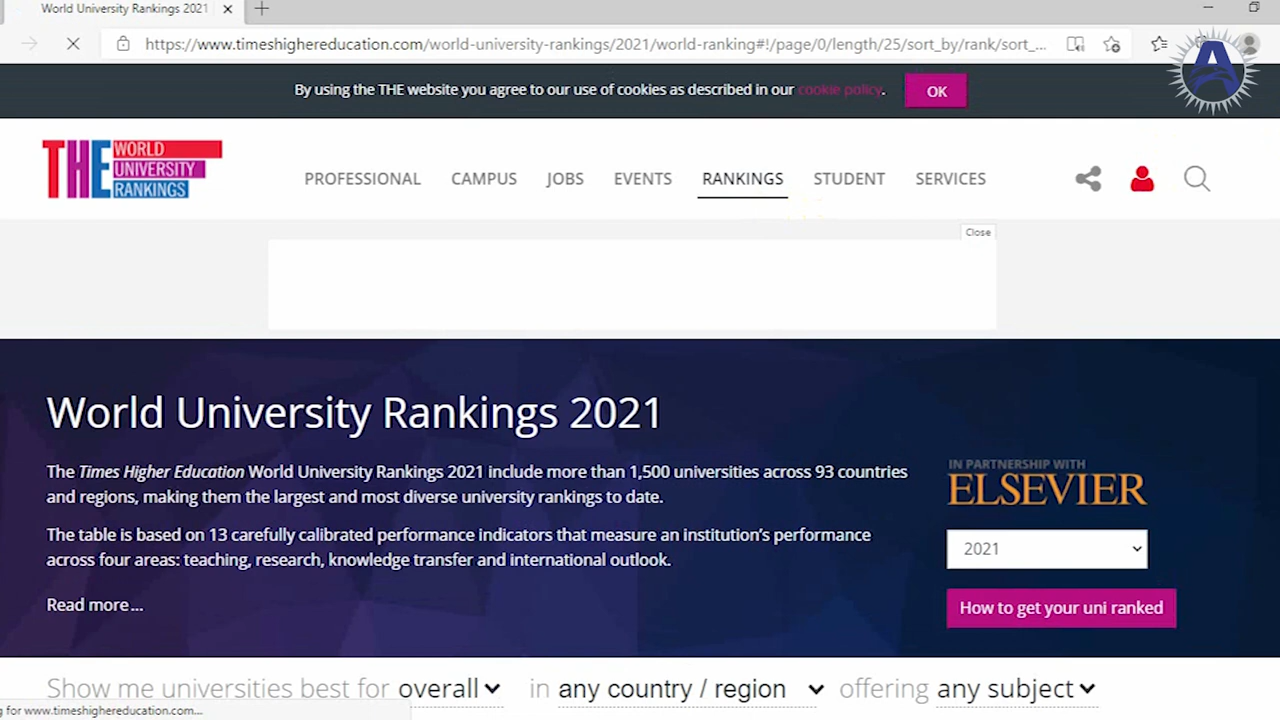 World University Rankings 2021
https://www.timeshighereducation.com/world-university-rankings/2021/world-ranking#!/page/0/length/25/sort_by/rank/sort_...
A
By using the THE website you agree to our use of cookies as described in our cookie policy.
OK
THE WORLD
UNIVERSITY
RANKINGS
PROFESSIONAL CAMPUS JOBS EVENTS RANKINGS STUDENT SERVICES
Close
World University Rankings 2021
The Times Higher Education World University Rankings 2021 include more than 1,500 universities across 93 countries
and regions, making them the largest and most diverse university rankings to date.
The table is based on 13 carefully calibrated performance indicators that measure an institution's performance
across four areas: teaching, research, knowledge transfer and international outlook.
Read more...
IN PARTNERSHIP WITH
ELSEVIER
2021
How to get your uni ranked
Show me universities best for overall in any country / region offering any subject
g for www.timeshighereducation.com...